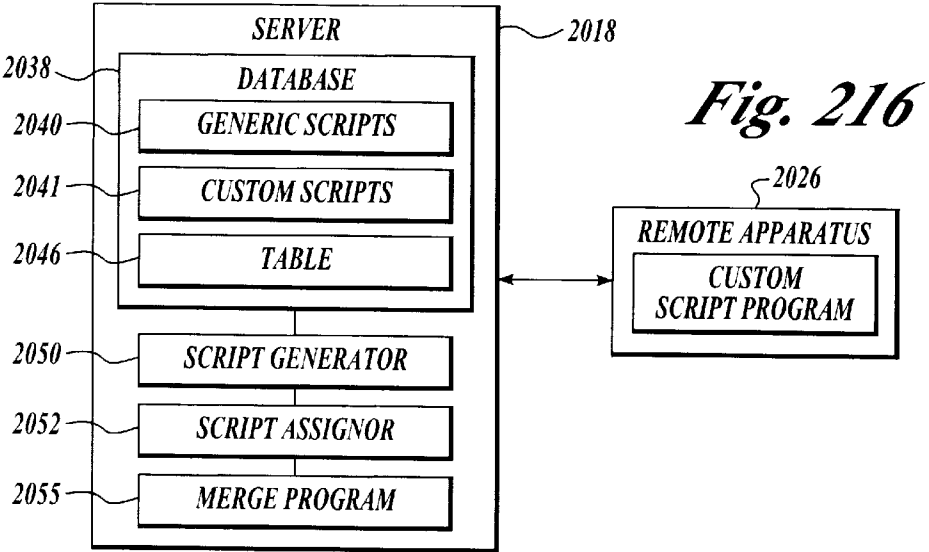 SERVER
2018
2038
DATABASE
2040
GENERIC SCRIPTS
2041
CUSTOM SCRIPTS
2046
TABLE
2050
SCRIPT GENERATOR
2052
SCRIPT ASSIGNOR
2055
MERGE PROGRAM
Fig. 216
2026
REMOTE APPARATUS
CUSTOM
SCRIPT PROGRAM